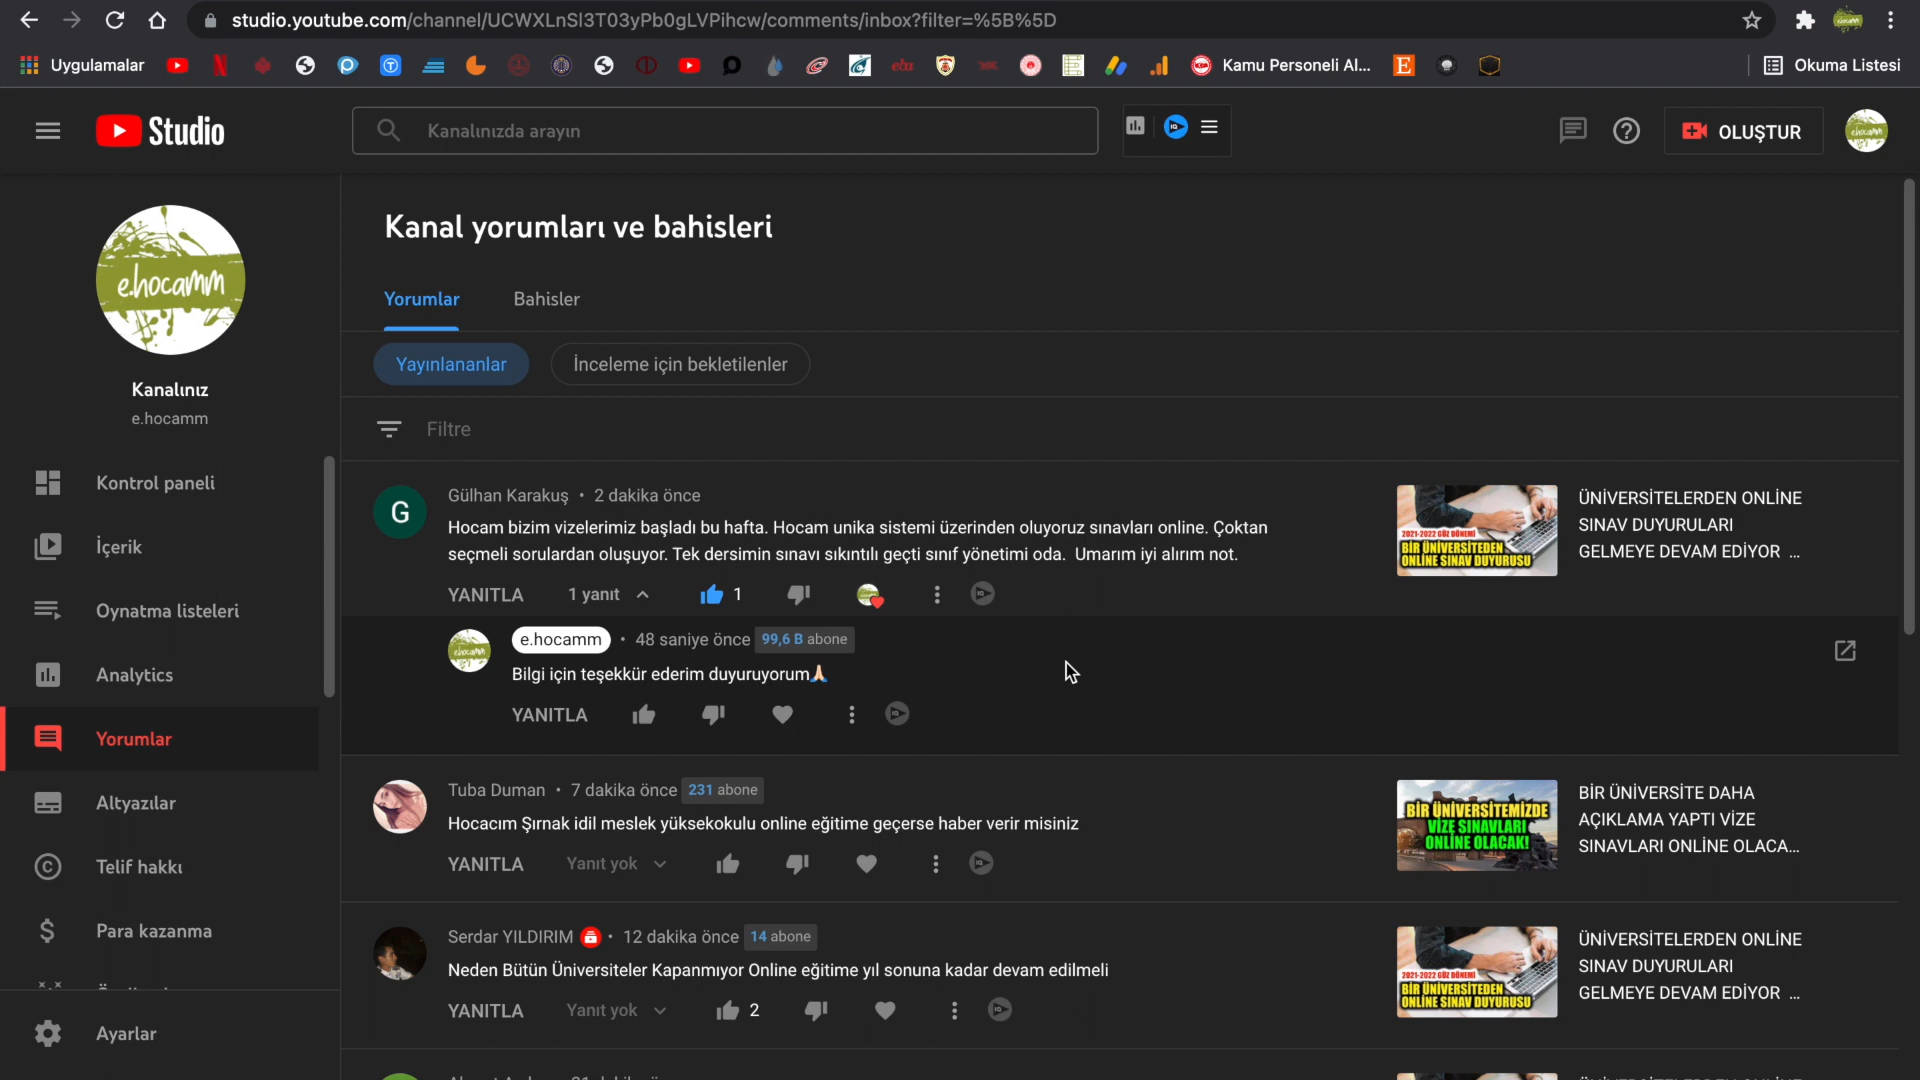 studio.youtube.com/channel/UCWXLnSl3T03yPb0gLVPihcw/comments/inbox?filter=%5B%5D
Uygulamalar
eba
Kamu Personeli Al...
Okuma Listesi
Studio
Kanalınızda arayın
OLUŞTUR
e.hocamm
Kanalınız
e.hocamm
Kontrol paneli
İçerik
Oynatma listeleri
Analytics
Yorumlar
Altyazılar
Telif hakkı
Para kazanma
Ayarlar
Kanal yorumları ve bahisleri
Yorumlar
Bahisler
Yayınlananlar
İnceleme için bekletilenler
Filtre
G
Gülhan Karakuş • 2 dakika önce
Hocam bizim vizelerimiz başladı bu hafta. Hocam unika sistemi üzerinden oluyoruz sınavları online. Çoktan
seçmeli sorulardan oluşuyor. Tek dersimin sınavı sıkıntılı geçti sınıf yönetimi oda. Umarım iyi alırım not.
YANITLA 1 yanıt 1
2021-2022 GÜZ DÖNEMİ
BİR ÜNİVERSİTEDEN
ONLİNE SINAV DUYURUSU
ÜNİVERSİTELERDEN ONLİNE
SINAV DUYURULARI
GELMEYE DEVAM EDİYOR ...
e.hocamm • 48 saniye önce 99,6 B abone
Bilgi için teşekkür ederim duyuruyorum🙏🏻
YANITLA
Tuba Duman • 7 dakika önce 231 abone
Hocacım Şırnak idil meslek yüksekokulu online eğitime geçerse haber verir misiniz
YANITLA Yanıt yok
BİR ÜNİVERSİTEMİZDE
VİZE SINAVLARI
ONLİNE OLACAK!
BİR ÜNİVERSİTE DAHA
AÇIKLAMA YAPTI VİZE
SINAVLARI ONLİNE OLACA...
Serdar YILDIRIM • 12 dakika önce 14 abone
Neden Bütün Üniversiteler Kapanmıyor Online eğitime yıl sonuna kadar devam edilmeli
YANITLA Yanıt yok 2
2021-2022 GÜZ DÖNEMİ
BİR ÜNİVERSİTEDEN
ONLİNE SINAV DUYURUSU
ÜNİVERSİTELERDEN ONLİNE
SINAV DUYURULARI
GELMEYE DEVAM EDİYOR ...